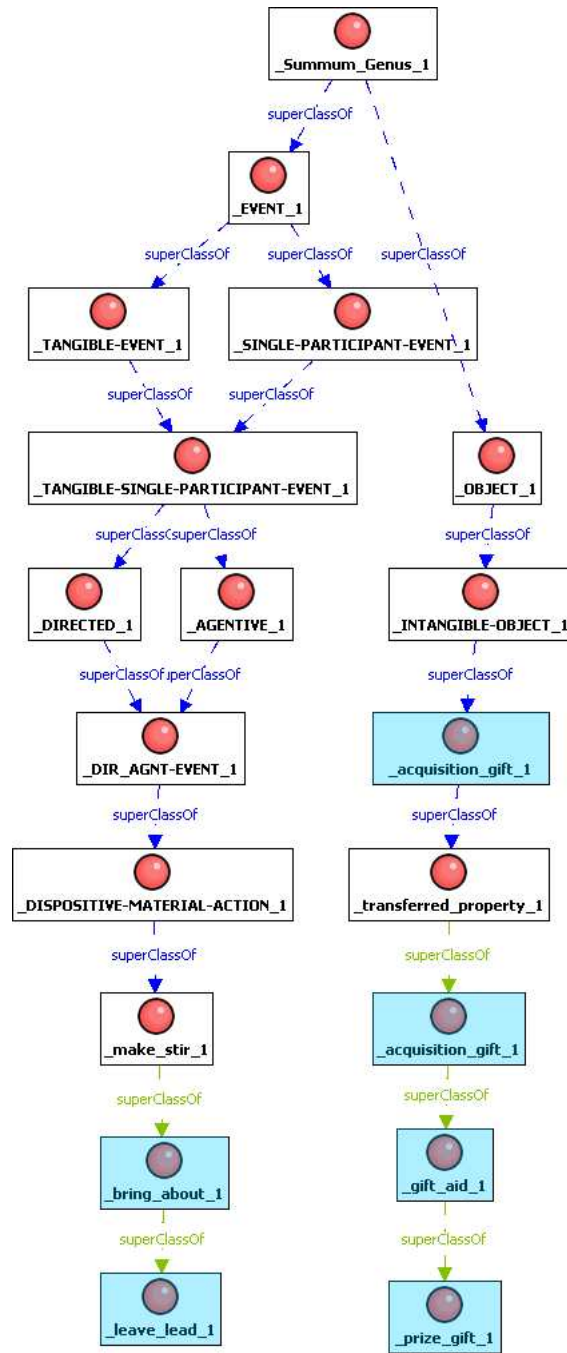 _Summum_Genus_1
superClassOf
_EVENT_1
superClassOf
superClassOf
superClassOf
_TANGIBLE-EVENT_1
_SINGLE-PARTICIPANT-EVENT_1
superClassOf
superClassOf
_TANGIBLE-SINGLE-PARTICIPANT-EVENT_1
_OBJECT_1
superClassO
superClassOf
superClassOf
_DIRECTED_1
_AGENTIVE_1
_INTANGIBLE-OBJECT_1
superClassOf
uperClassOf
superClassOf
_DIR_AGNT-EVENT_1
_acquisition_gift_1
superClassOf
superClassOf
_DISPOSITIVE-MATERIAL-ACTION_1
_transferred_property_1
superClassOf
superClassOf
_make_stir_1
_acquisition_gift_1
superClassOf
superClassOf
_bring_about_1
_gift_aid_1
superClassOf
superClassOf
_leave_lead_1
_prize_gift_1